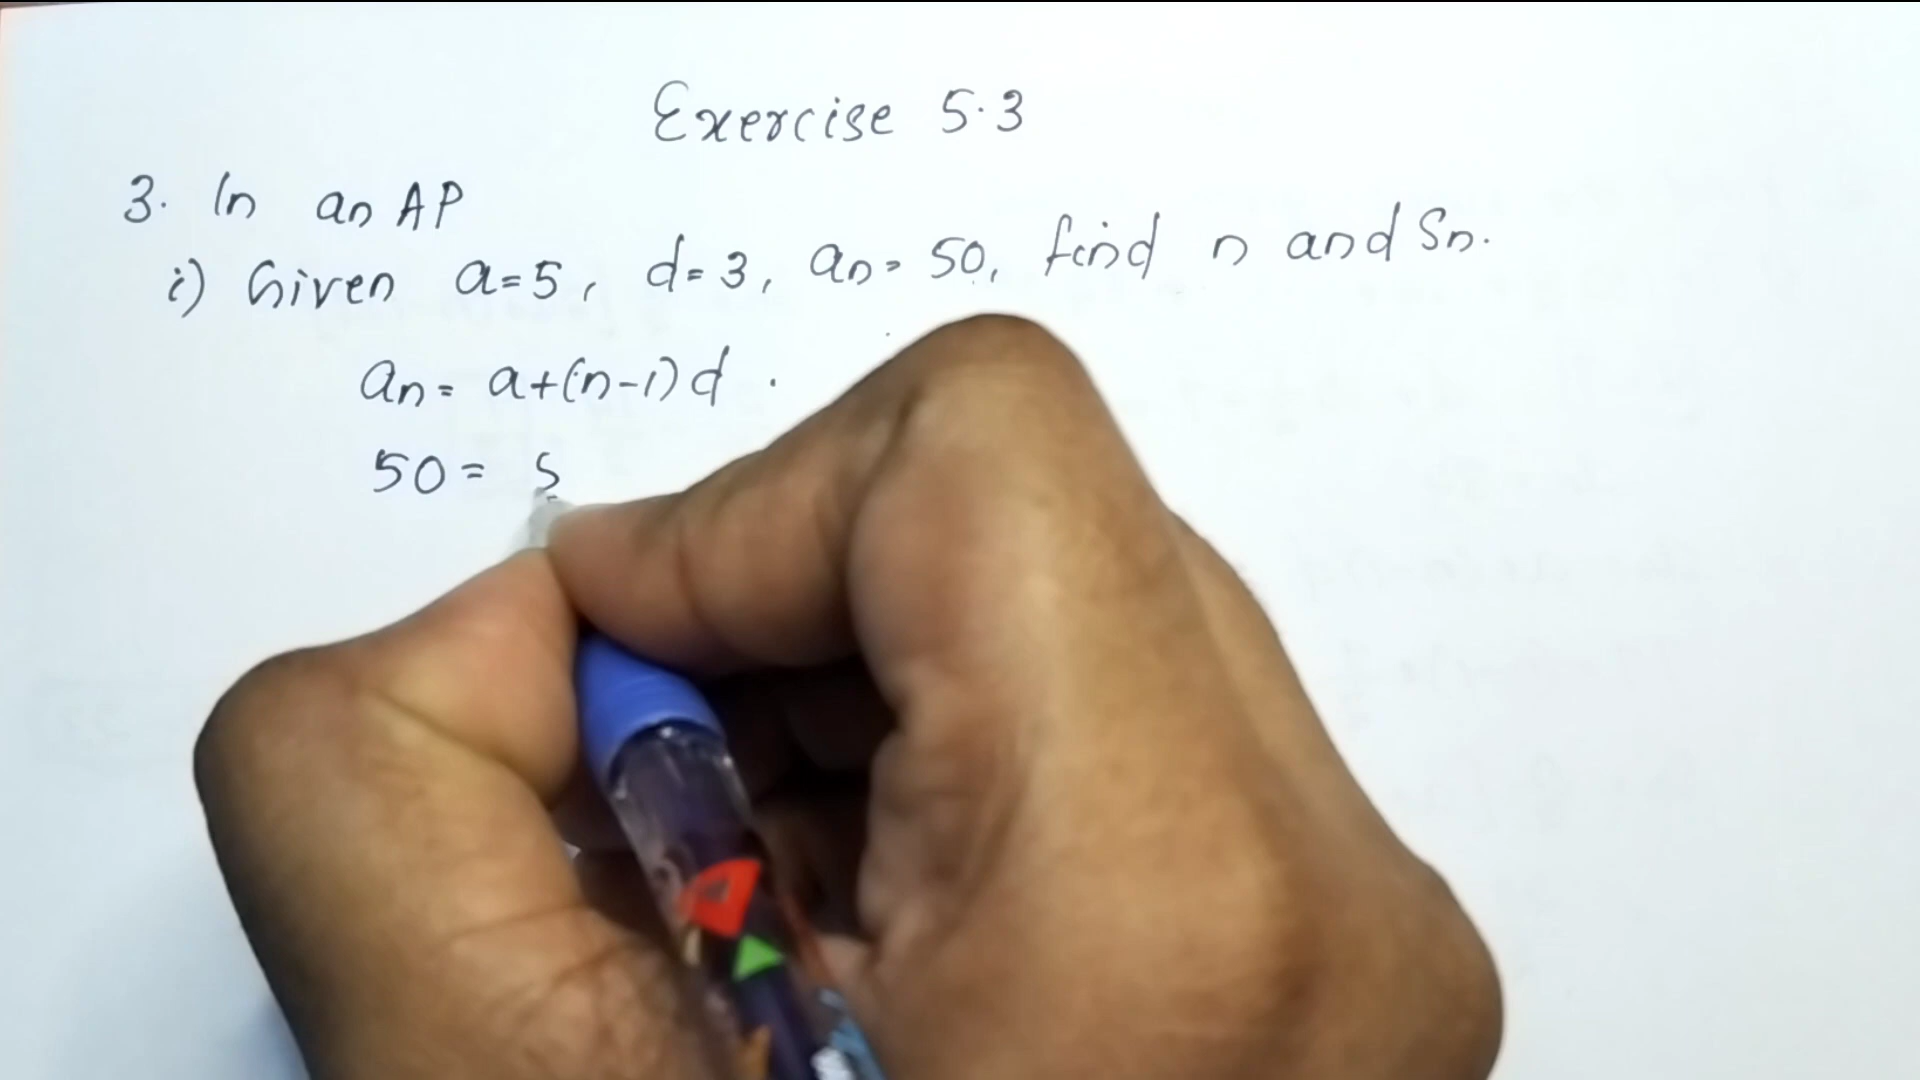 Exercise 5.3
3. In an AP
i) Given a=5, d=3, an=50, find n and Sn.
an= a+(n-1)d.
50= 5